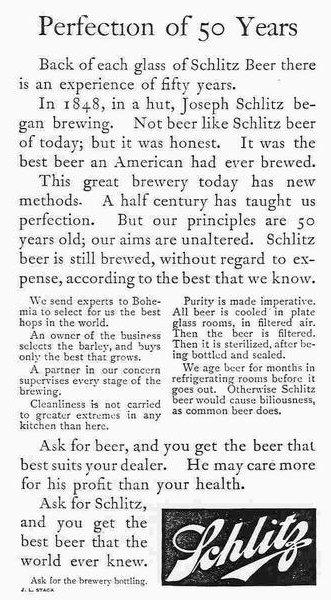 Perfection of 50 Years
Back of each glass of Schlitz Beer there
is an experience of fifty years.
In 1848, in a hut, Joseph Schlitz be-
gan brewing. Not beer like Schlitz beer
of today; but it was honest. It was the
best beer an American had ever brewed.
This great brewery today has new
methods. A half century has taught us
perfection. But our principles are 50
years old; our aims are unaltered. Schlitz
beer is still brewed, without regard to ex-
pense, according to the best that we know.
We send experts to Bohe-
mia to select for us the best
hops in the world.
An owner of the business
selects the barley, and buys
only the best that grows.
A partner in our concern
supervises every stage of the
brewing.
Cleanliness is not carried
to greater extremes in any
kitchen than here.
Purity is made imperative.
All beer is cooled in plate
glass rooms, in filtered air.
Then the beer is filtered.
Then it is sterilized, after be-
ing bottled and sealed.
We age beer for months in
refrigerating rooms before it
goes out. Otherwise Schlitz
beer would cause biliousness,
as common beer does.
Ask for beer, and you get the beer that
best suits your dealer. He may care more
for his profit than your health.
Ask for Schlitz,
and you get the
best beer that the
world ever knew.
Ask for the brewery bottling.
J. L. STACK
Schlitz